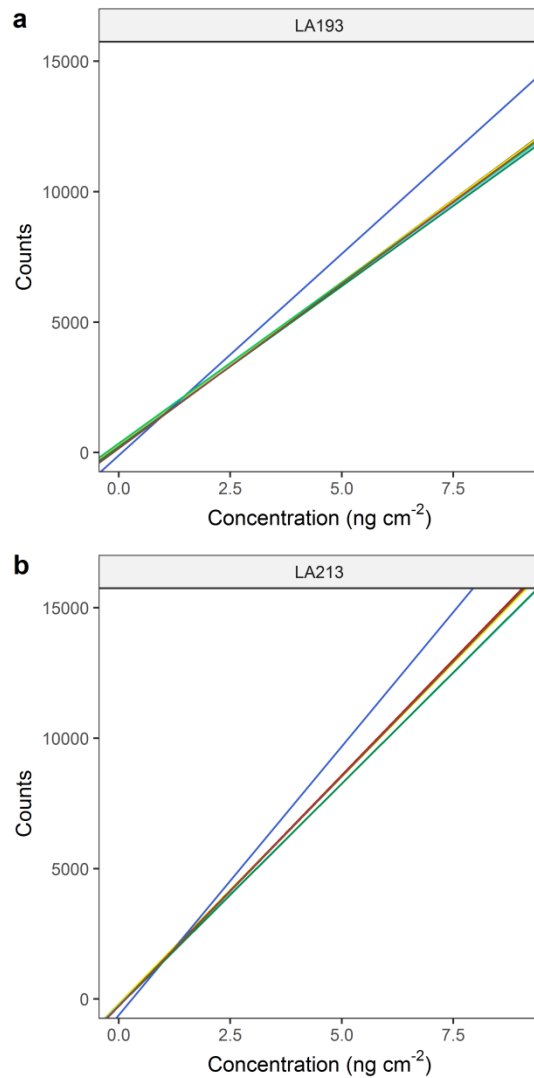 a
LA193
15000
10000
5000
0
Counts
0.0 2.5 5.0 7.5
Concentration (ng cm⁻²)
b
LA213
15000
10000
5000
0
Counts
0.0 2.5 5.0 7.5
Concentration (ng cm⁻²)